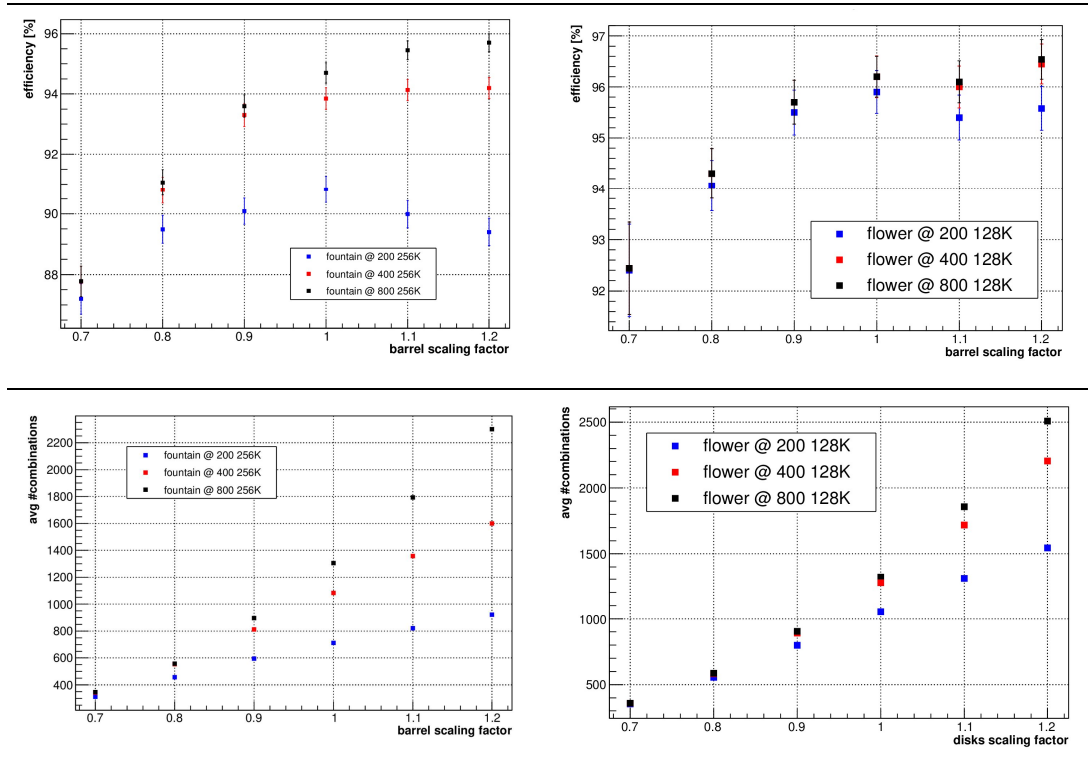 efficiency [%]
96
94
92
90
88
fountain @ 200 256K
fountain @ 400 256K
fountain @ 800 256K
0.7 0.8 0.9 1 1.1 1.2
barrel scaling factor
efficiency [%]
97
96
95
94
93
92
flower @ 200 128K
flower @ 400 128K
flower @ 800 128K
0.7 0.8 0.9 1 1.1 1.2
barrel scaling factor
avg #combinations
2200
2000
1800
1600
1400
1200
1000
800
600
400
fountain @ 200 256K
fountain @ 400 256K
fountain @ 800 256K
0.7 0.8 0.9 1 1.1 1.2
barrel scaling factor
avg #combinations
2500
2000
1500
1000
500
flower @ 200 128K
flower @ 400 128K
flower @ 800 128K
0.7 0.8 0.9 1 1.1 1.2
disks scaling factor